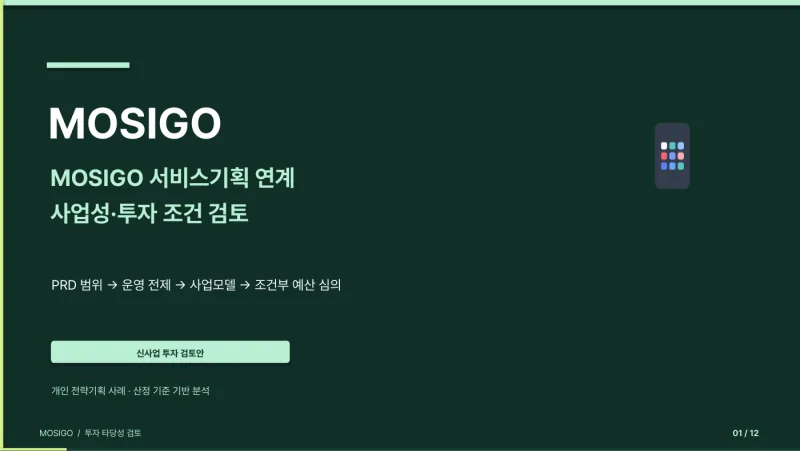 MOSIGO
MOSIGO 서비스기획 연계
사업성·투자 조건 검토
PRD 범위 → 운영 전제 → 사업모델 → 조건부 예산 심의
신사업 투자 검토안
개인 전략기획 사례 · 산정 기준 기반 분석
MOSIGO / 투자 타당성 검토
01 / 12